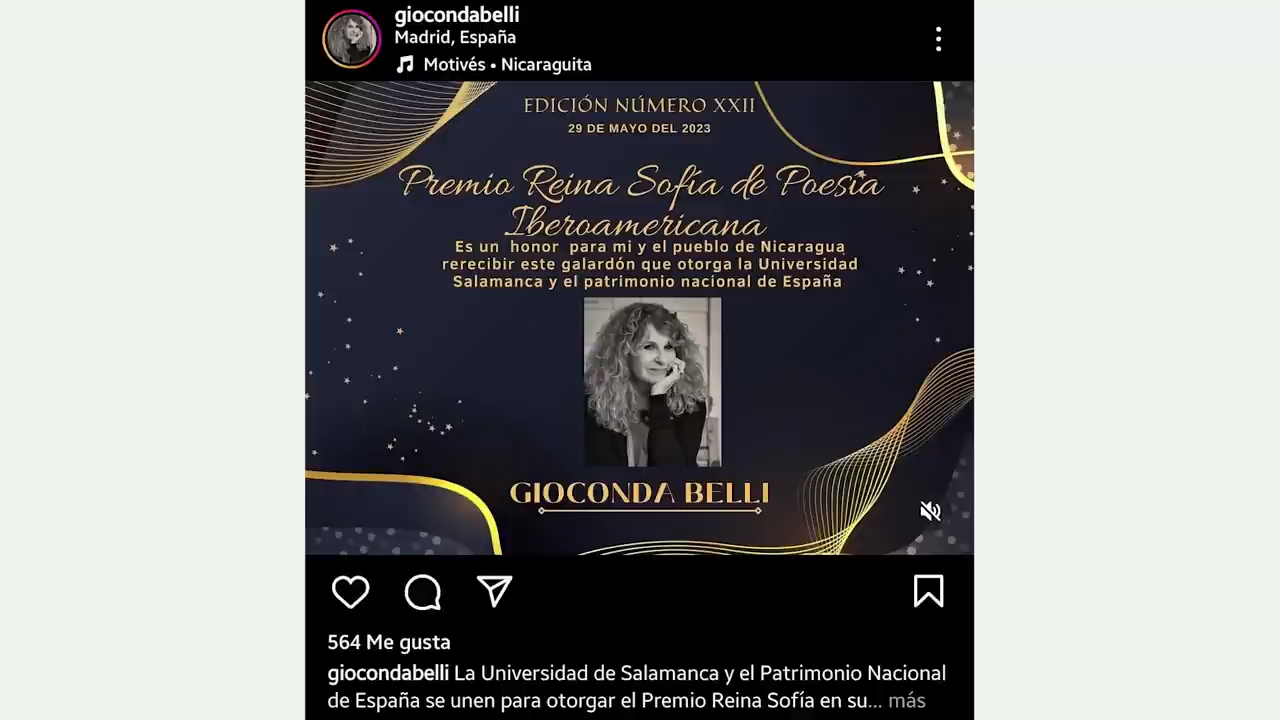 giocondabelli
Madrid, España
Motivés • Nicaraguita
EDICIÓN NÚMERO XXII
29 DE MAYO DEL 2023
Premio Reina Sofía de Poesía
Iberoamericana
Es un honor para mi y el pueblo de Nicaragua
rerecibir este galardón que otorga la Universidad
Salamanca y el patrimonio nacional de España
GIOCONDA BELLI
564 Me gusta
giocondabelli La Universidad de Salamanca y el Patrimonio Nacional
de España se unen para otorgar el Premio Reina Sofía en su... más